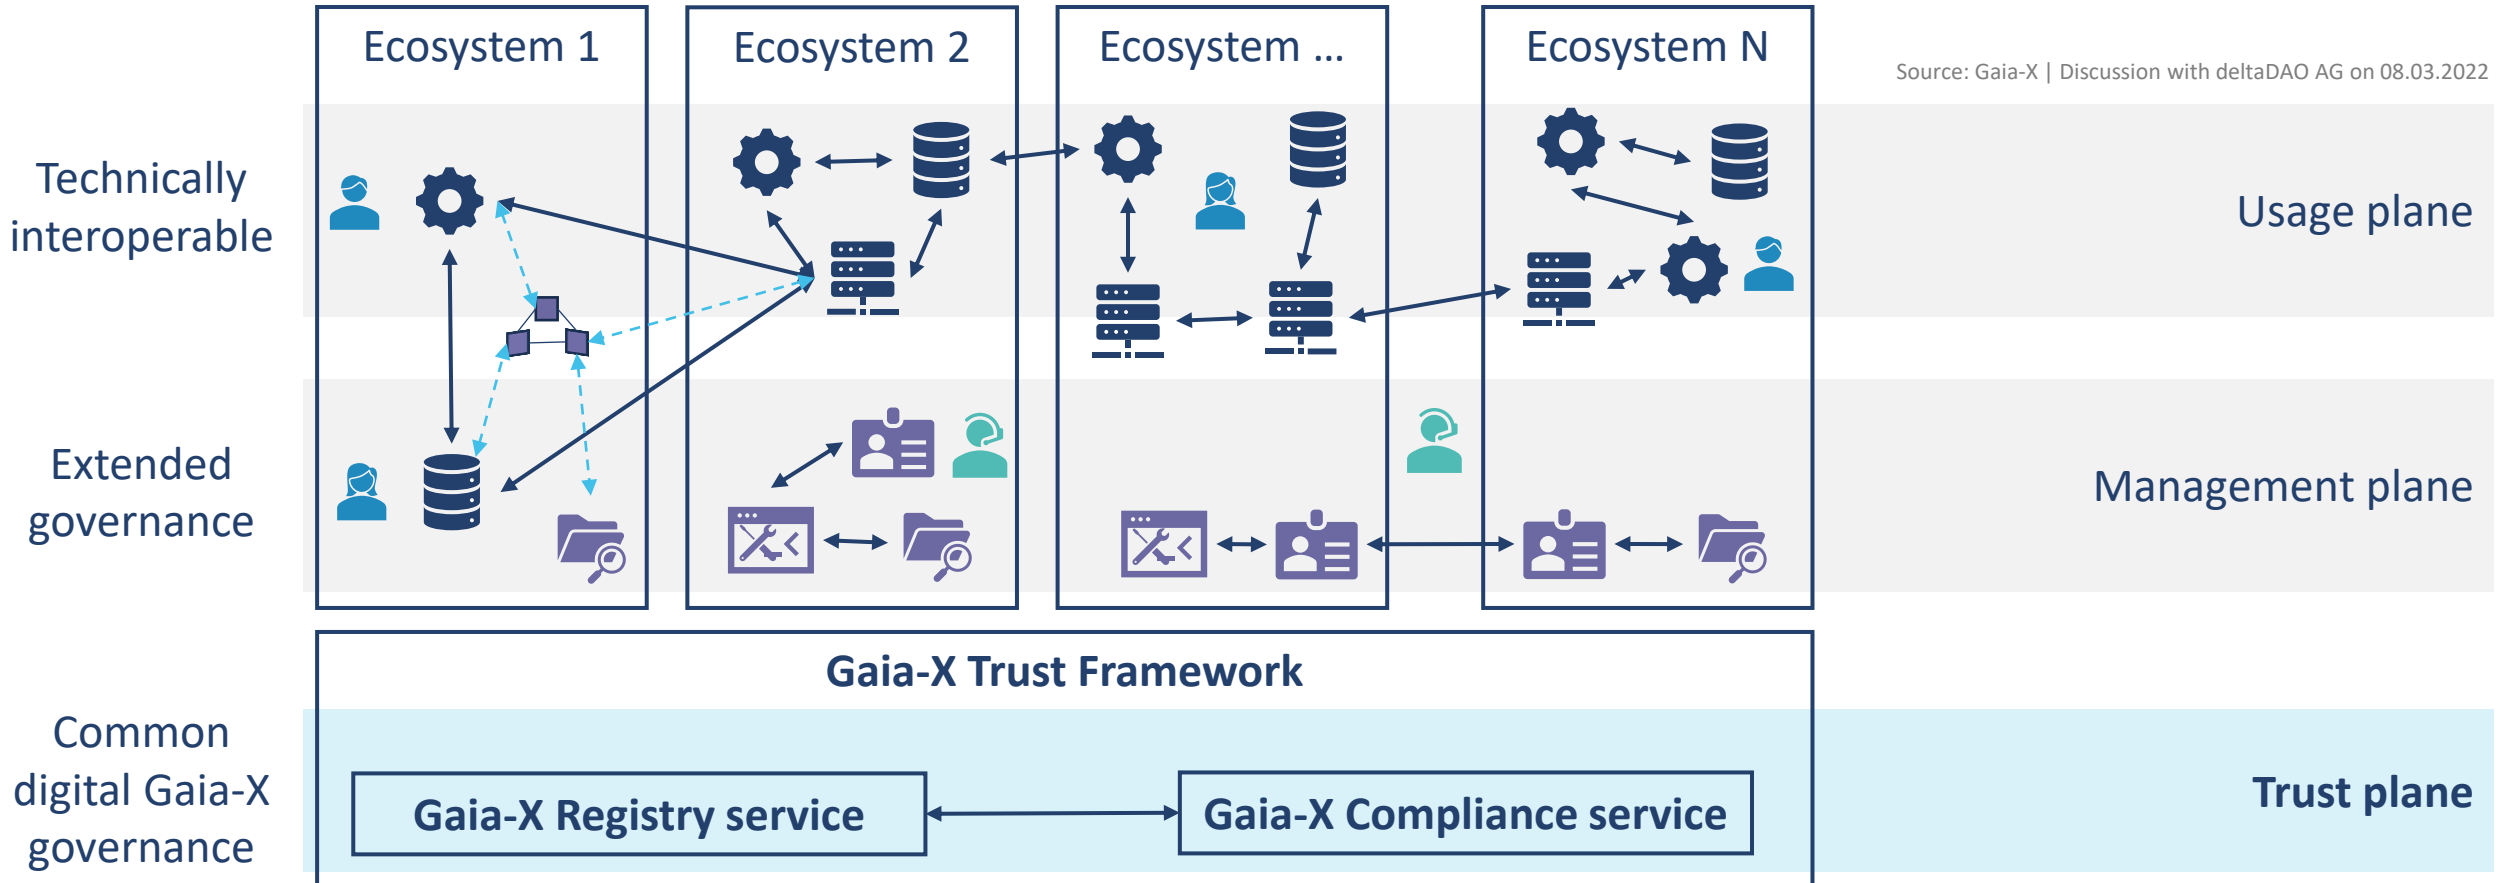 Ecosystem 1
Ecosystem 2
Ecosystem ...
Ecosystem N
Source: Gaia-X | Discussion with deltaDAO AG on 08.03.2022
Technically
interoperable
Usage plane
Extended
governance
Management plane
Gaia-X Trust Framework
Common
digital Gaia-X
governance
Gaia-X Registry service
Gaia-X Compliance service
Trust plane